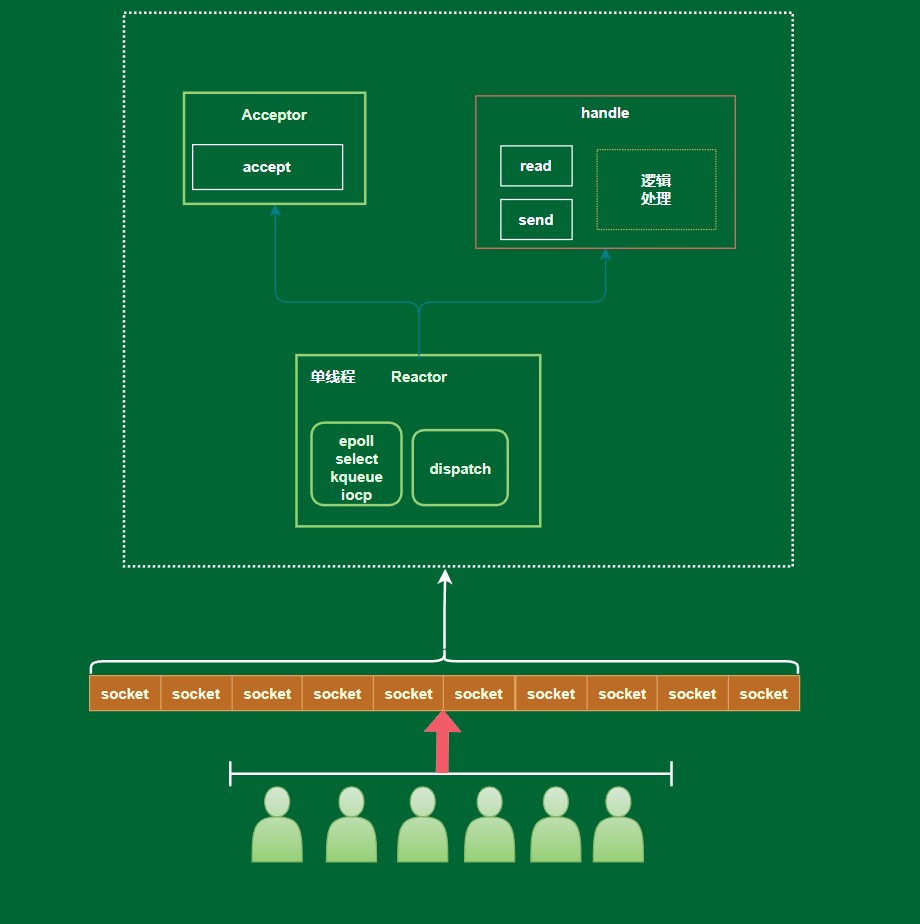 Acceptor
accept
handle
read
send
逻辑
处理
单线程 Reactor
epoll
select
kqueue
iocp
dispatch
socket socket socket socket socket socket socket socket socket socket